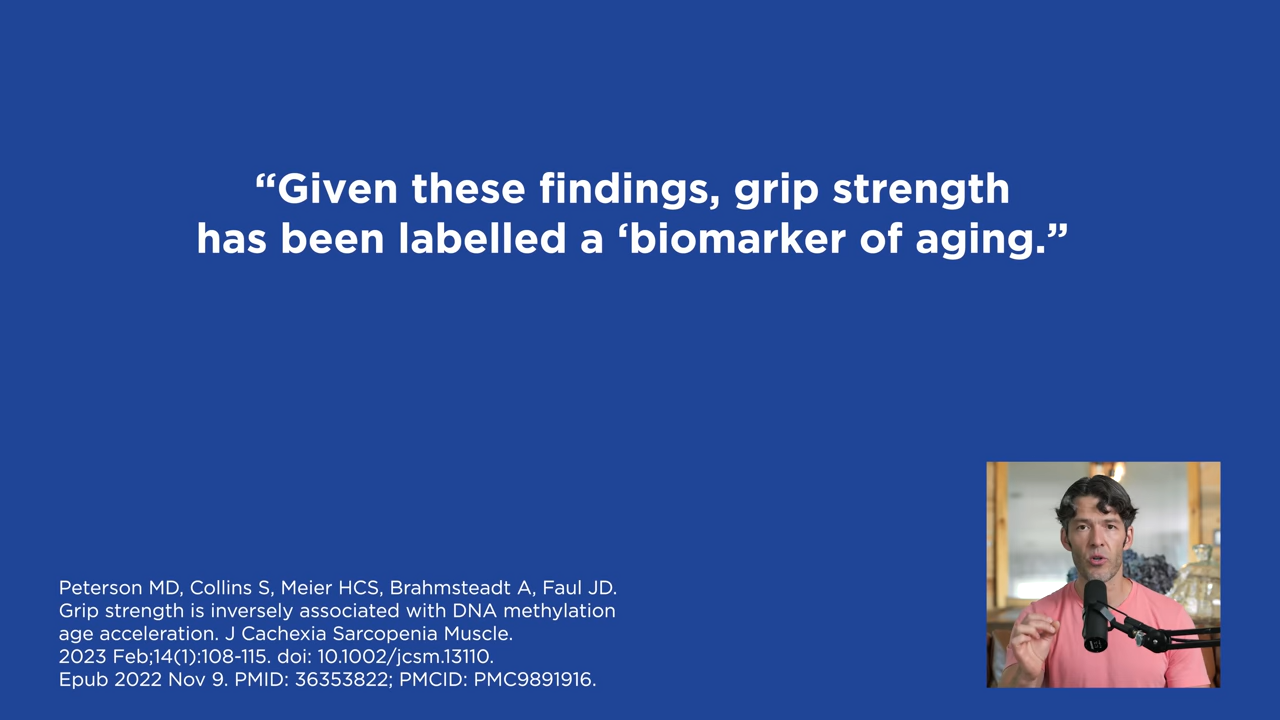 “Given these findings, grip strength
has been labelled a ‘biomarker of aging.”
Peterson MD, Collins S, Meier HCS, Brahmsteadt A, Faul JD.
Grip strength is inversely associated with DNA methylation
age acceleration. J Cachexia Sarcopenia Muscle.
2023 Feb;14(1):108-115. doi: 10.1002/jcsm.13110.
Epub 2022 Nov 9. PMID: 36353822; PMCID: PMC9891916.